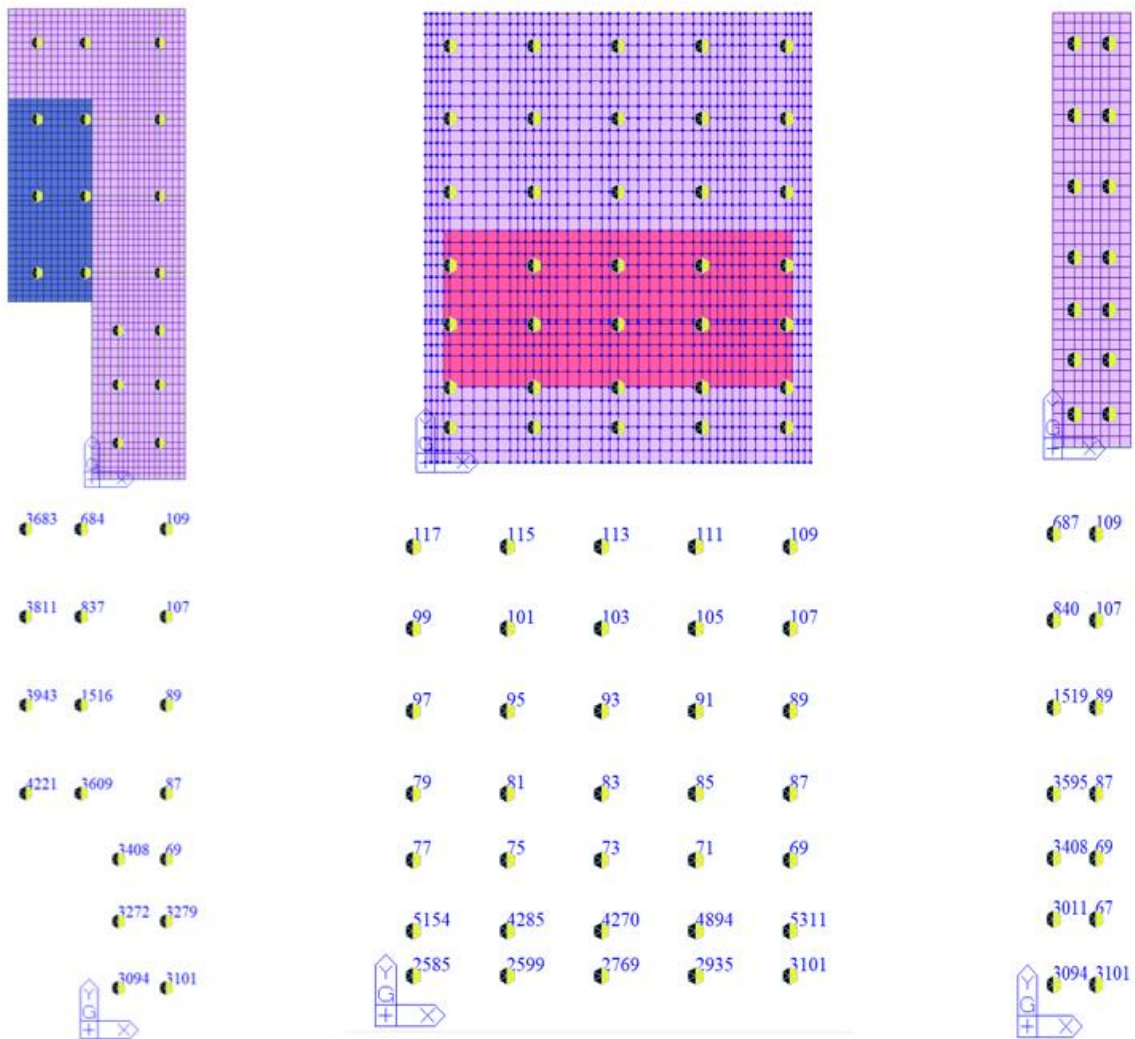 Y
G
X
Y
G
X
Y
G
X
3683 684 109
3811 837 107
3943 1516 89
4221 3609 87
3408 69
3272 3279
3094 3101
Y
G
X
117 115 113 111 109
99 101 103 105 107
97 95 93 91 89
79 81 83 85 87
77 75 73 71 69
5154 4285 4270 4894 5311
2585 2599 2769 2935 3101
Y
G
X
687 109
840 107
1519 89
3595 87
3408 69
3011 67
3094 3101
Y
G
X